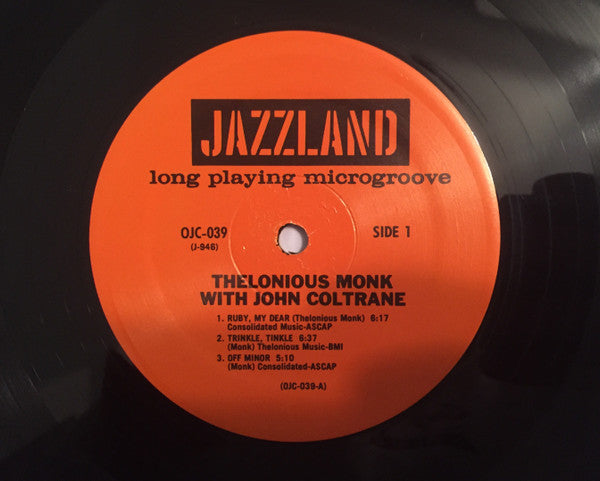 JAZZLAND
long playing microgroove
OJC-039 SIDE 1
(J-946)
THELONIOUS MONK
WITH JOHN COLTRANE
1. RUBY, MY DEAR (Thelonious Monk) 6:17
Consolidated Music-ASCAP
2. TRINKLE, TINKLE 6:37
(Monk) Thelonious Music-BMI
3. OFF MINOR 5:10
(Monk) Consolidated-ASCAP
(OJC-039-A)